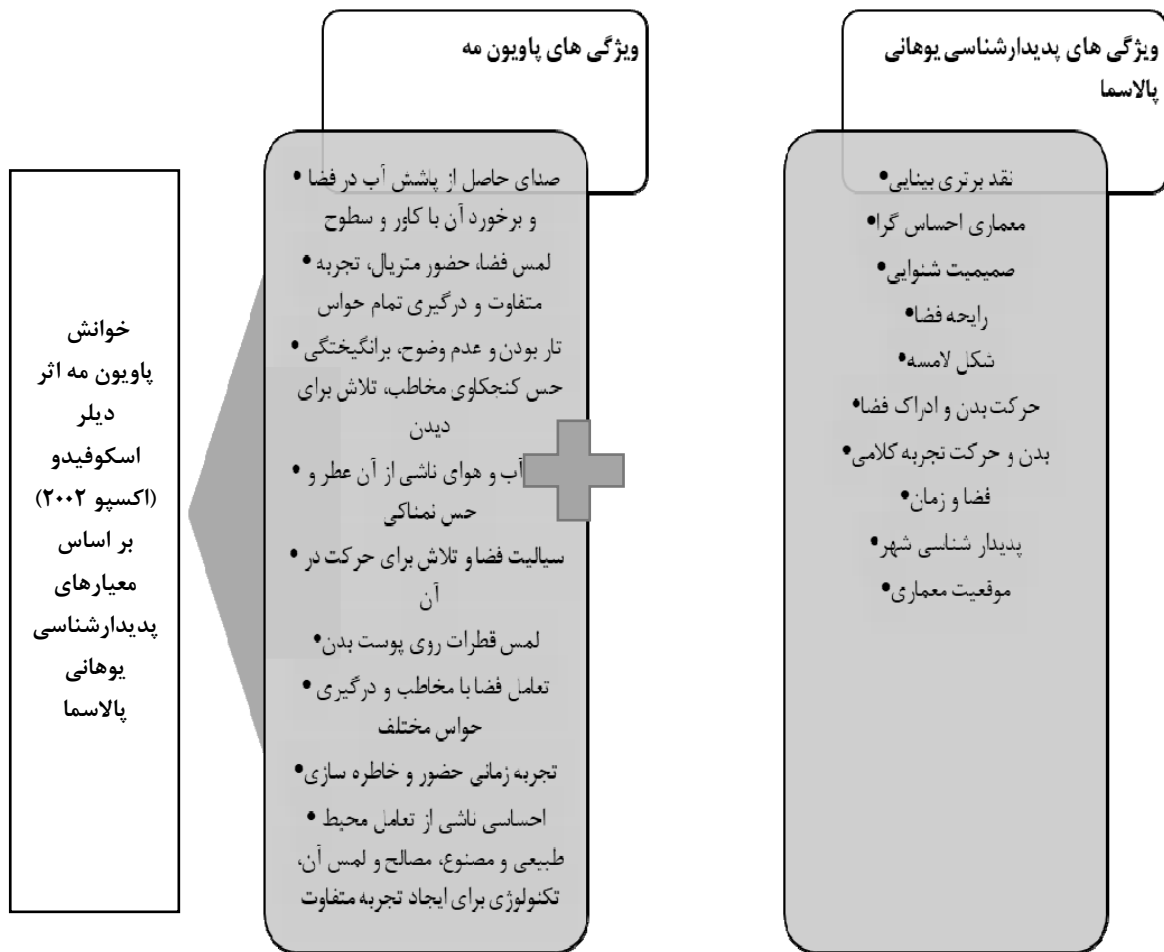 ویژگی های پدیدارشناسی یوهانی
پالاسما
نقد برتری بینایی•
معماری احساس گرا•
صمیمیت شنوایی•
رایحه فضا•
شکل لامسه•
حرکت بدن و ادراک فضا•
بدن و حرکت تجربه کلامی•
فضا و زمان•
پدیدار شناسی شهر•
موقعیت معماری•
ویژگی های پاویون مه
• صدای حاصل از پاشش آب در فضا
و برخورد آن با کاور و سطوح
• لمس فضا، حضور متریال، تجربه
متفاوت و درگیری تمام حواس
• تار بودن و عدم وضوح، برانگیختگی
حس کنجکاوی مخاطب، تلاش برای
دیدن
• آب و هوای ناشی از آن عطر و
حس نمناکی
• سیالیت فضا و تلاش برای حرکت در
آن
لمس قطرات روی پوست بدن•
• تعامل فضا با مخاطب و درگیری
حواس مختلف
تجربه زمانی حضور و خاطره سازی•
• احساسی ناشی از تعامل محیط
طبیعی و مصنوع، مصالح و لمس آن،
تکنولوژی برای ایجاد تجربه متفاوت
خوانش
پاویون مه اثر
دیلر
اسکوفیدو
(اکسپو ۲۰۰۲)
بر اساس
معیارهای
پدیدارشناسی
یوهانی
پالاسما